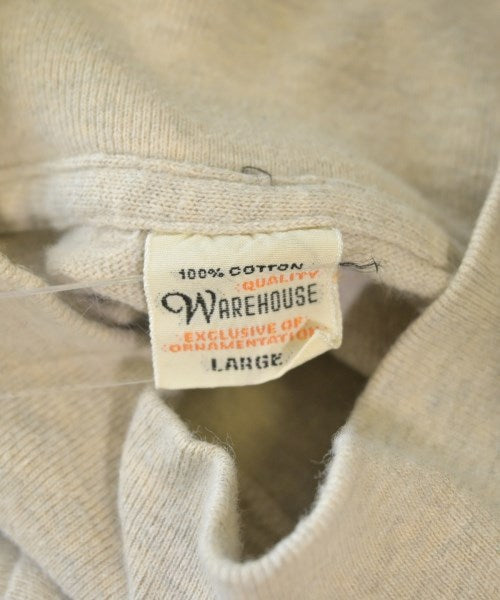 100% COTTON
QUALITY
WAREHOUSE
EXCLUSIVE OF
ORNAMENTATION
LARGE